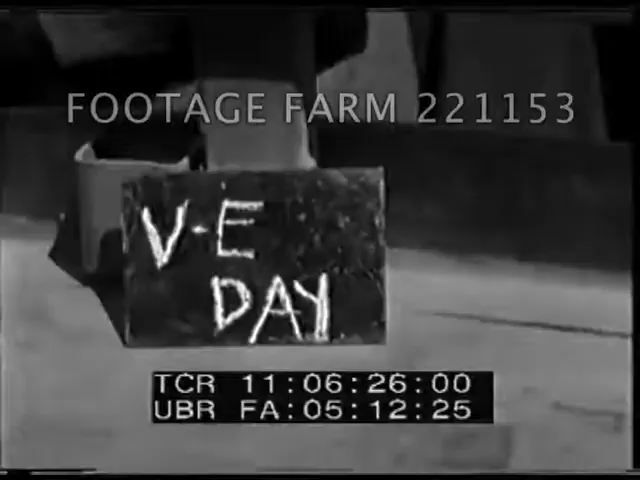 FOOTAGE FARM 221153
V-E
DAY
TCR 11:06:26:00
UBR FA:05:12:25